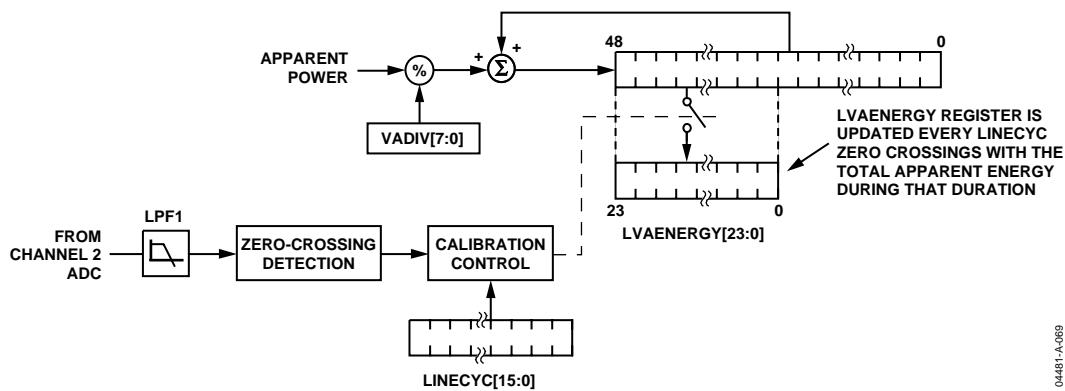 48
0
APPARENT
POWER
%
+
Σ
+
VADIV[7:0]
LVAENERGY REGISTER IS
UPDATED EVERY LINECYC
ZERO CROSSINGS WITH THE
TOTAL APPARENT ENERGY
DURING THAT DURATION
23
0
LVAENERGY[23:0]
LPF1
FROM
CHANNEL 2
ADC
ZERO-CROSSING
DETECTION
CALIBRATION
CONTROL
LINECYC[15:0]
04481-A-069